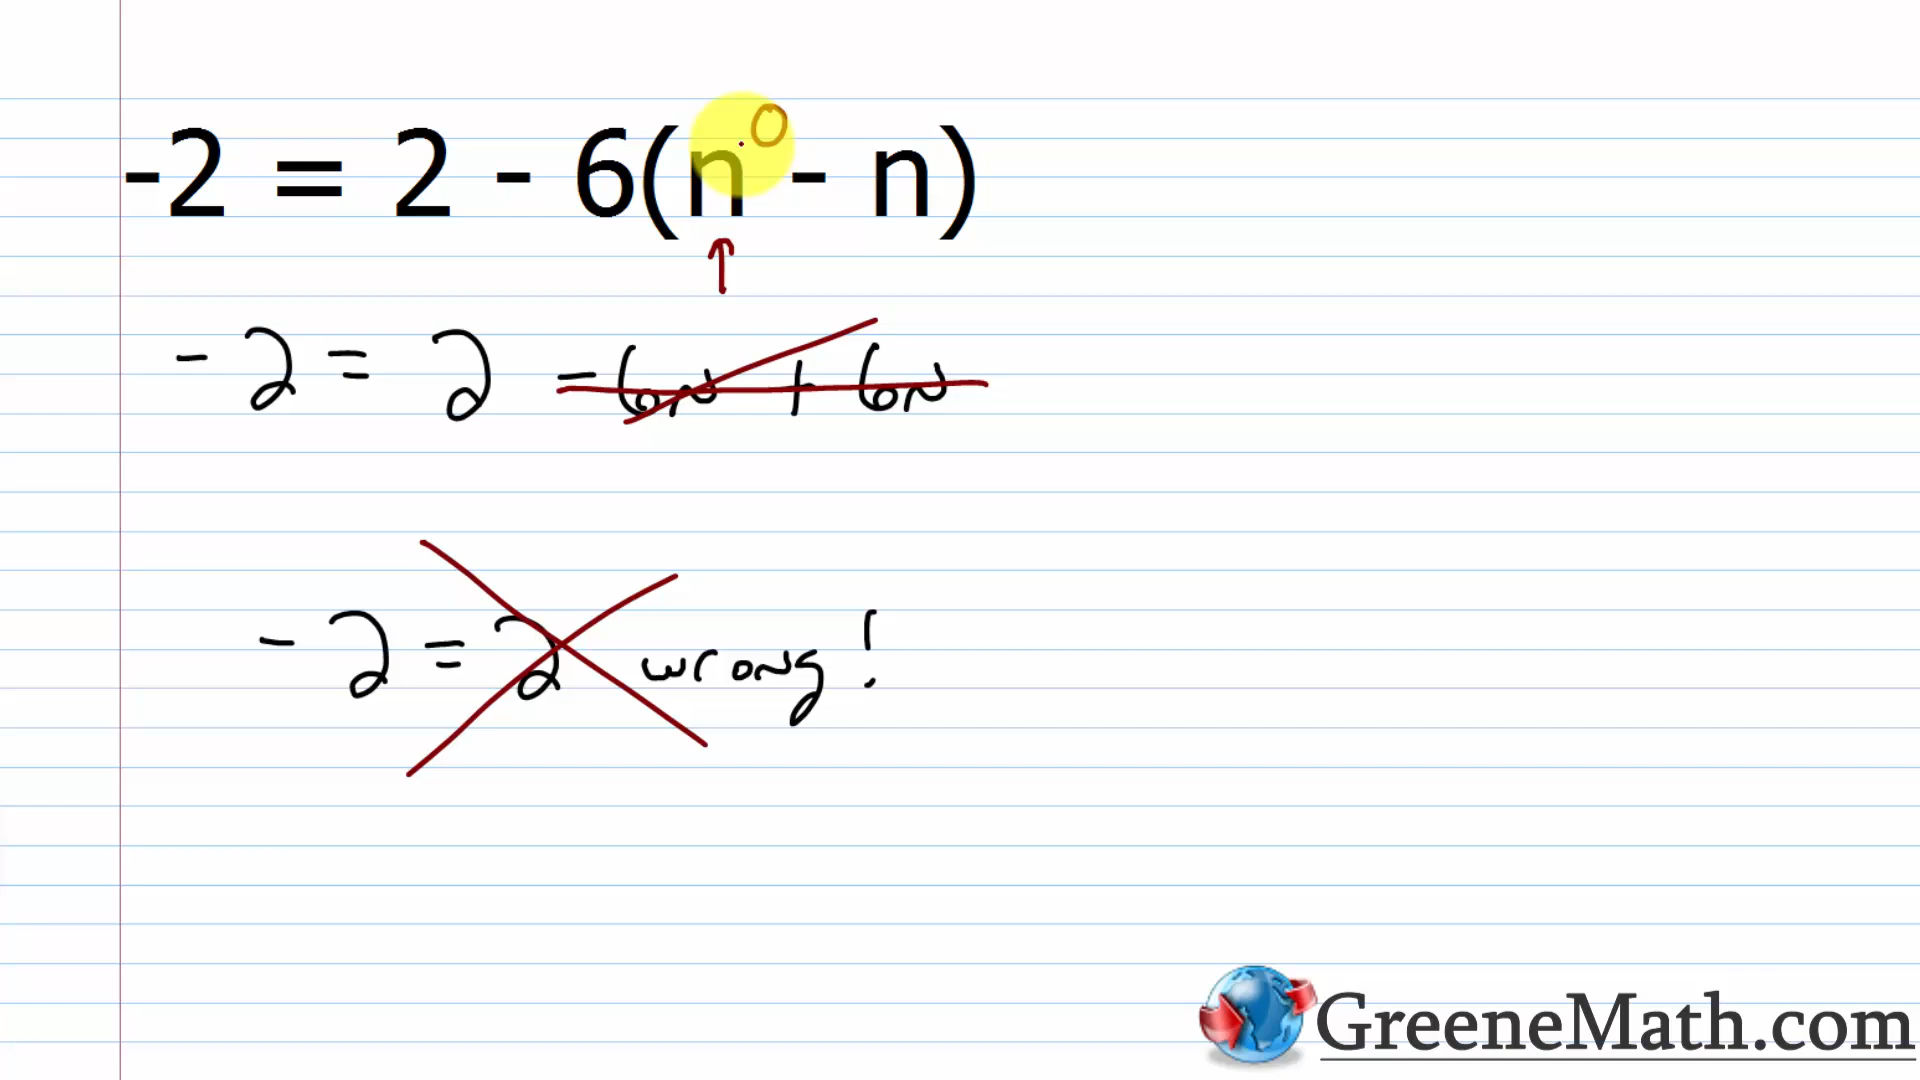 -2 = 2 - 6(n⁰ - n)
-2 = 2 - 6n + 6n
-2 = 2 wrong!
GreeneMath.com